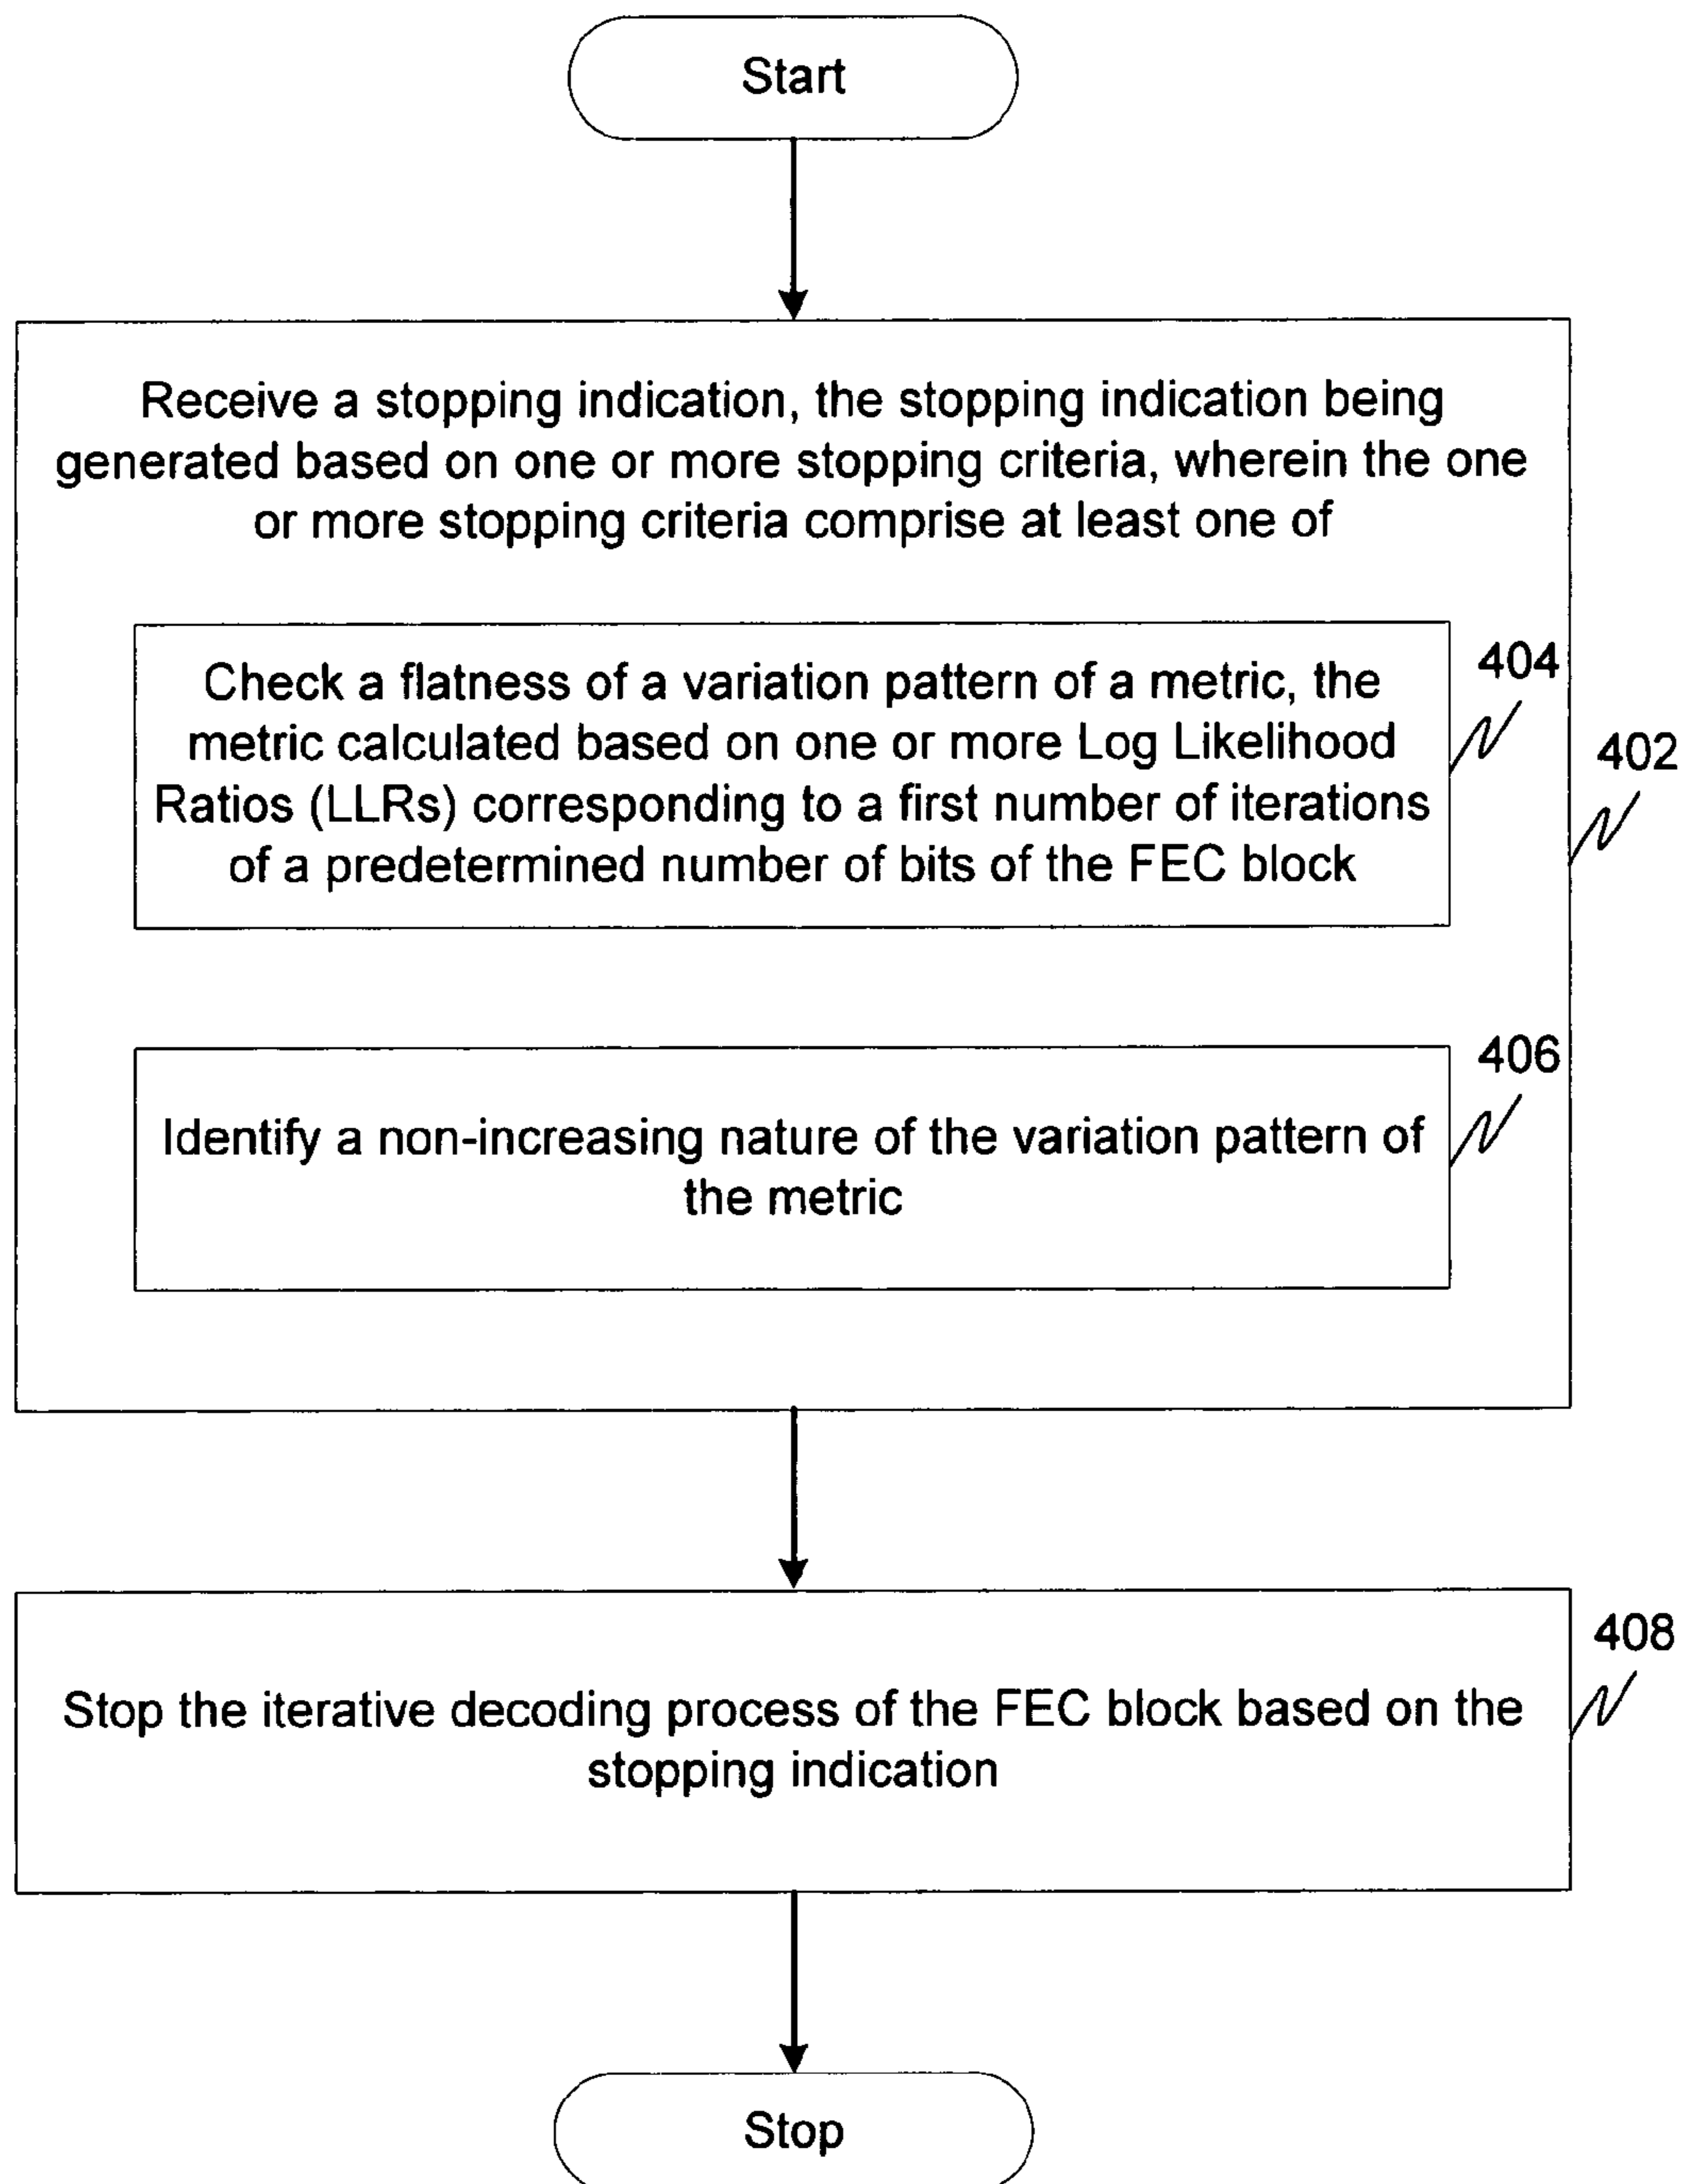 Start
Receive a stopping indication, the stopping indication being
generated based on one or more stopping criteria, wherein the one
or more stopping criteria comprise at least one of
404
Check a flatness of a variation pattern of a metric, the
metric calculated based on one or more Log Likelihood
Ratios (LLRs) corresponding to a first number of iterations
of a predetermined number of bits of the FEC block
402
406
Identify a non-increasing nature of the variation pattern of
the metric
408
Stop the iterative decoding process of the FEC block based on the
stopping indication
Stop